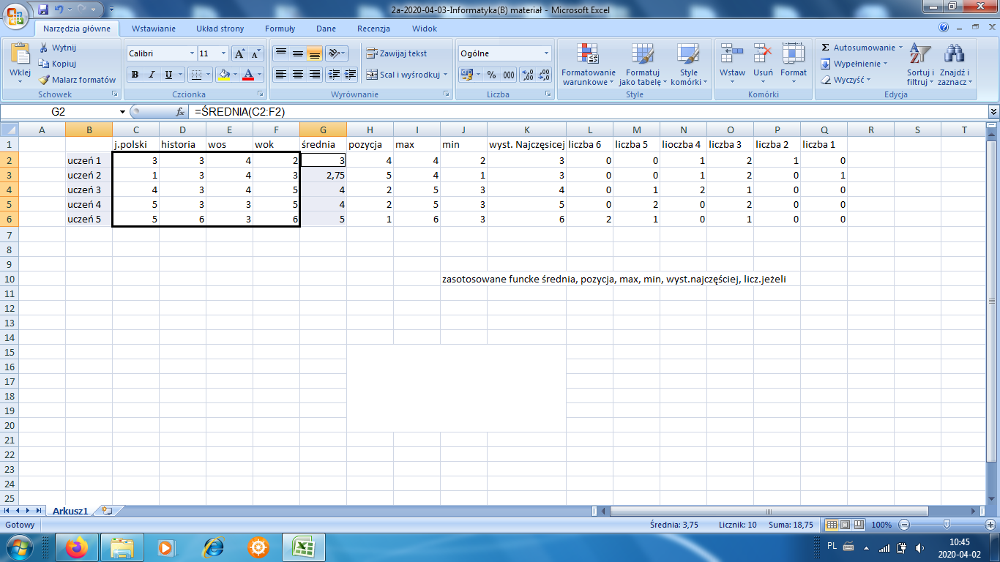 2a-2020-04-03-Informatyka(B) materiał - Microsoft Excel
Narzędzia główne Wstawianie Układ strony Formuły Dane Recenzja Widok
Wklej
Wytnij
Kopiuj
Malarz formatów
Schowek
Calibri 11
B I U
Czcionka
Zawijaj tekst
Scal i wyśrodkuj
Wyrównanie
Ogólne
% 000
Liczba
Formatowanie warunkowe
Formatuj jako tabelę
Style komórki
Style
Wstaw Usuń Format
Komórki
Σ Autosumowanie
Wypełnienie
Wyczyść
Sortuj i filtruj
Znajdź i zaznacz
Edycja
G2 fx =ŚREDNIA(C2:F2)
A B C D E F G H I J K L M N O P Q R S T
1 j.polski historia wos wok średnia pozycja max min wyst. Najczęsicej liczba 6 liczba 5 lioczba 4 liczba 3 liczba 2 liczba 1
2 uczeń 1 3 3 4 2 3 4 4 2 3 0 0 1 2 1 0
3 uczeń 2 1 3 4 3 2,75 5 4 1 3 0 0 1 2 0 1
4 uczeń 3 4 3 4 5 4 2 5 3 4 0 1 2 1 0 0
5 uczeń 4 5 3 3 5 4 2 5 3 5 0 2 0 2 0 0
6 uczeń 5 5 6 3 6 5 1 6 3 6 2 1 0 1 0 0
7
8
9
10 zasotosowane funcke średnia, pozycja, max, min, wyst.najczęściej, licz.jeżeli
11
12
13
14
15
16
17
18
19
20
21
22
23
24
25
Arkusz1
Gotowy Średnia: 3,75 Licznik: 10 Suma: 18,75 100%
PL 10:45
2020-04-02